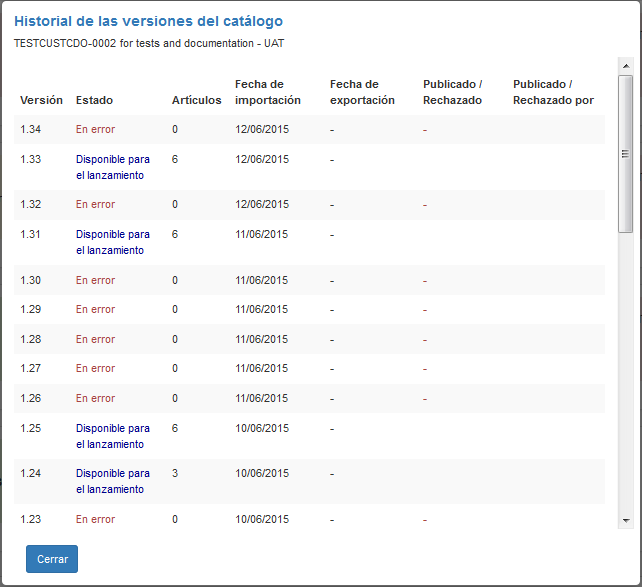 Historial de las versiones del catálogo
TESTCUSTCDO-0002 for tests and documentation - UAT
Versión Estado Artículos Fecha de importación Fecha de exportación Publicado / Rechazado Publicado / Rechazado por
1.34 En error 0 12/06/2015 - -
1.33 Disponible para el lanzamiento 6 12/06/2015 -
1.32 En error 0 12/06/2015 - -
1.31 Disponible para el lanzamiento 6 11/06/2015 -
1.30 En error 0 11/06/2015 - -
1.29 En error 0 11/06/2015 - -
1.28 En error 0 11/06/2015 - -
1.27 En error 0 11/06/2015 - -
1.26 En error 0 11/06/2015 - -
1.25 Disponible para el lanzamiento 6 10/06/2015 -
1.24 Disponible para el lanzamiento 3 10/06/2015 -
1.23 En error 0 10/06/2015 - -
Cerrar